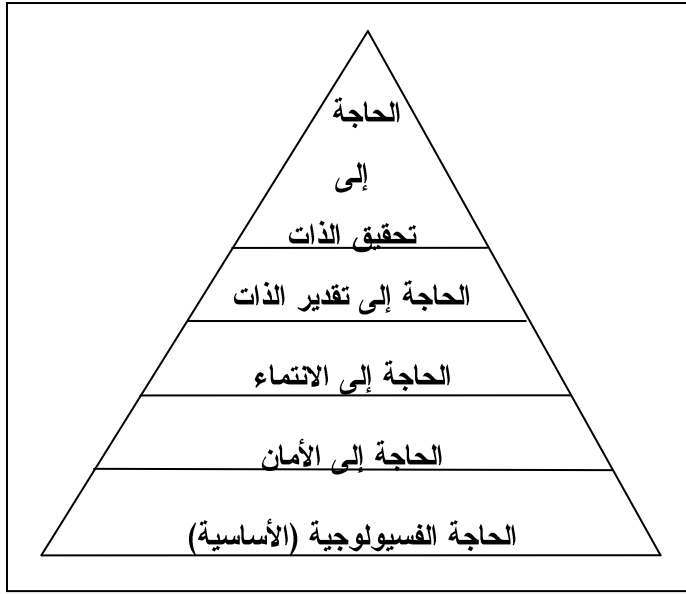 الحاجة
إلى
تحقيق الذات
الحاجة إلى تقدير الذات
الحاجة إلى الانتماء
الحاجة إلى الأمان
الحاجة الفسيولوجية (الأساسية)